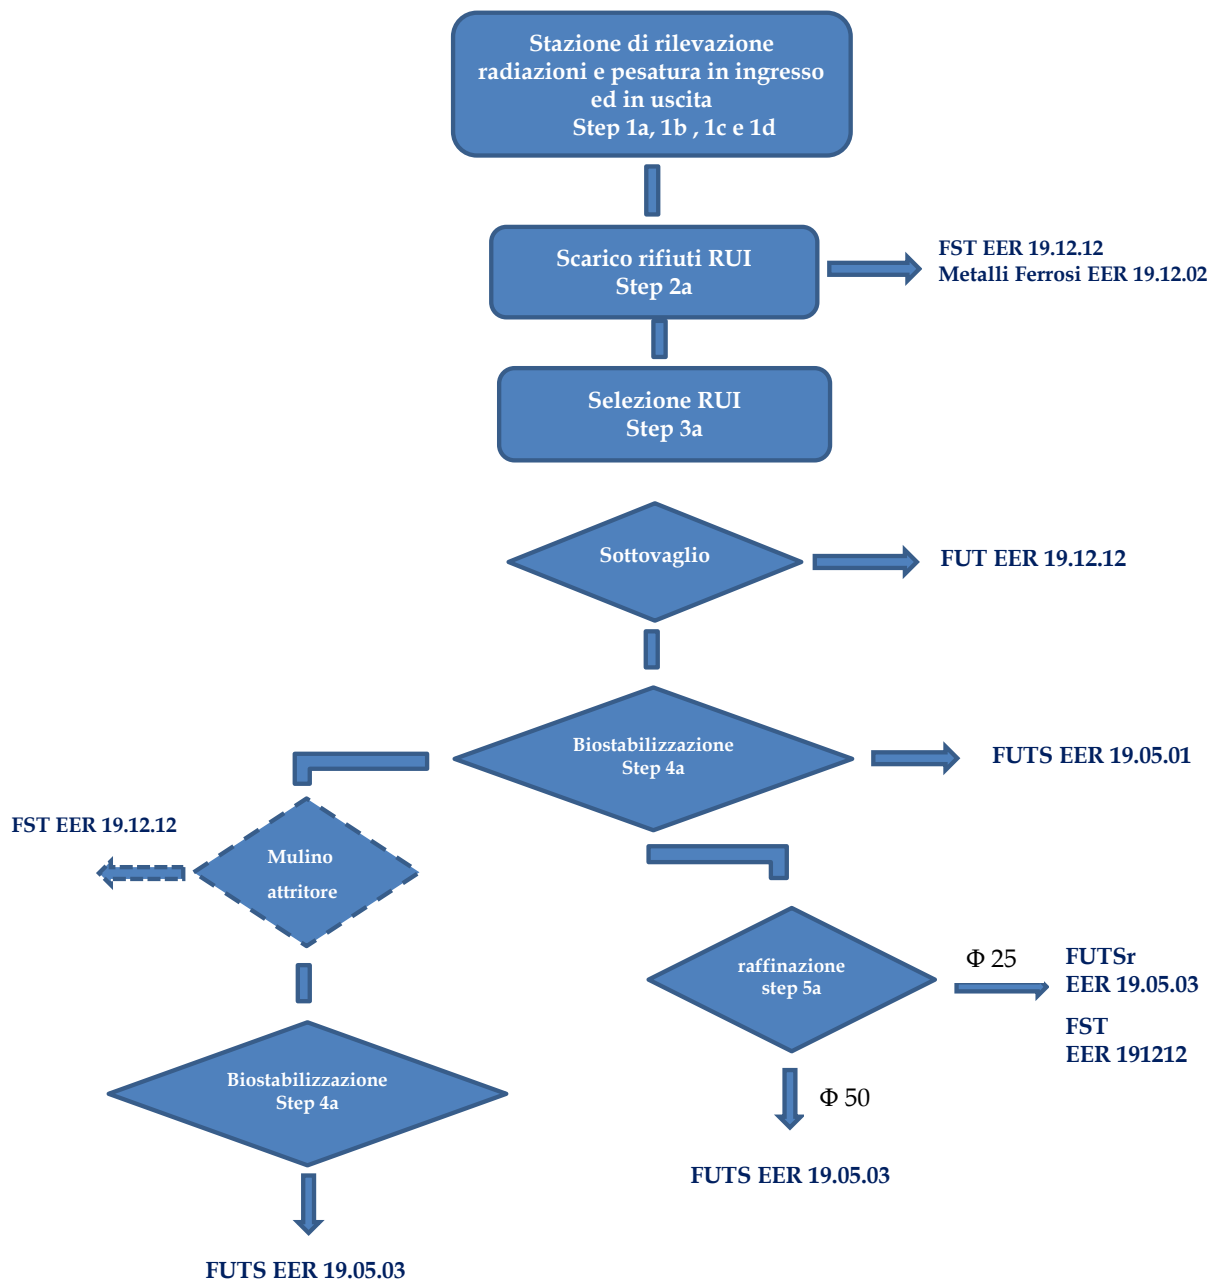 Stazione di rilevazione
radiazioni e pesatura in ingresso
ed in uscita
Step 1a, 1b , 1c e 1d
Scarico rifiuti RUI
Step 2a
FST EER 19.12.12
Metalli Ferrosi EER 19.12.02
Selezione RUI
Step 3a
Sottovaglio
FUT EER 19.12.12
Biostabilizzazione
Step 4a
FUTS EER 19.05.01
FST EER 19.12.12
Mulino
attritore
raffinazione
step 5a
Φ 25
FUTSr
EER 19.05.03
FST
EER 191212
Biostabilizzazione
Step 4a
Φ 50
FUTS EER 19.05.03
FUTS EER 19.05.03